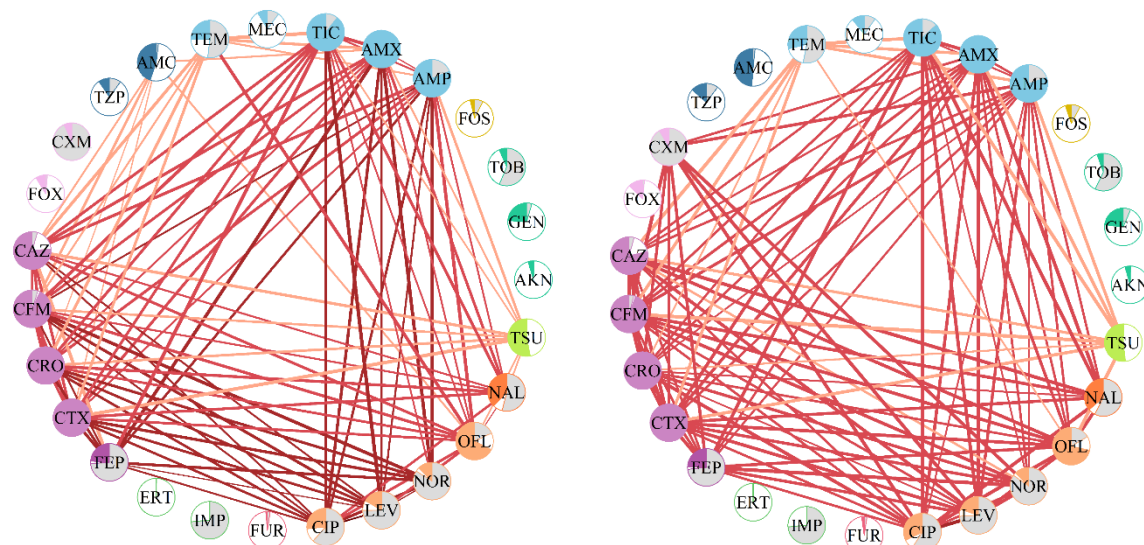 TIC
AMX
AMP
FOS
TOB
GEN
AKN
TSU
NAL
OFL
NOR
LEV
CIP
FUR
IMP
ERT
FEP
CTX
CRO
CFM
CAZ
FOX
CXM
TZP
AMC
TEM
MEC
TIC
AMX
AMP
FOS
TOB
GEN
AKN
TSU
NAL
OFL
NOR
LEV
CIP
FUR
IMP
ERT
FEP
CTX
CRO
CFM
CAZ
FOX
CXM
TZP
AMC
TEM
MEC